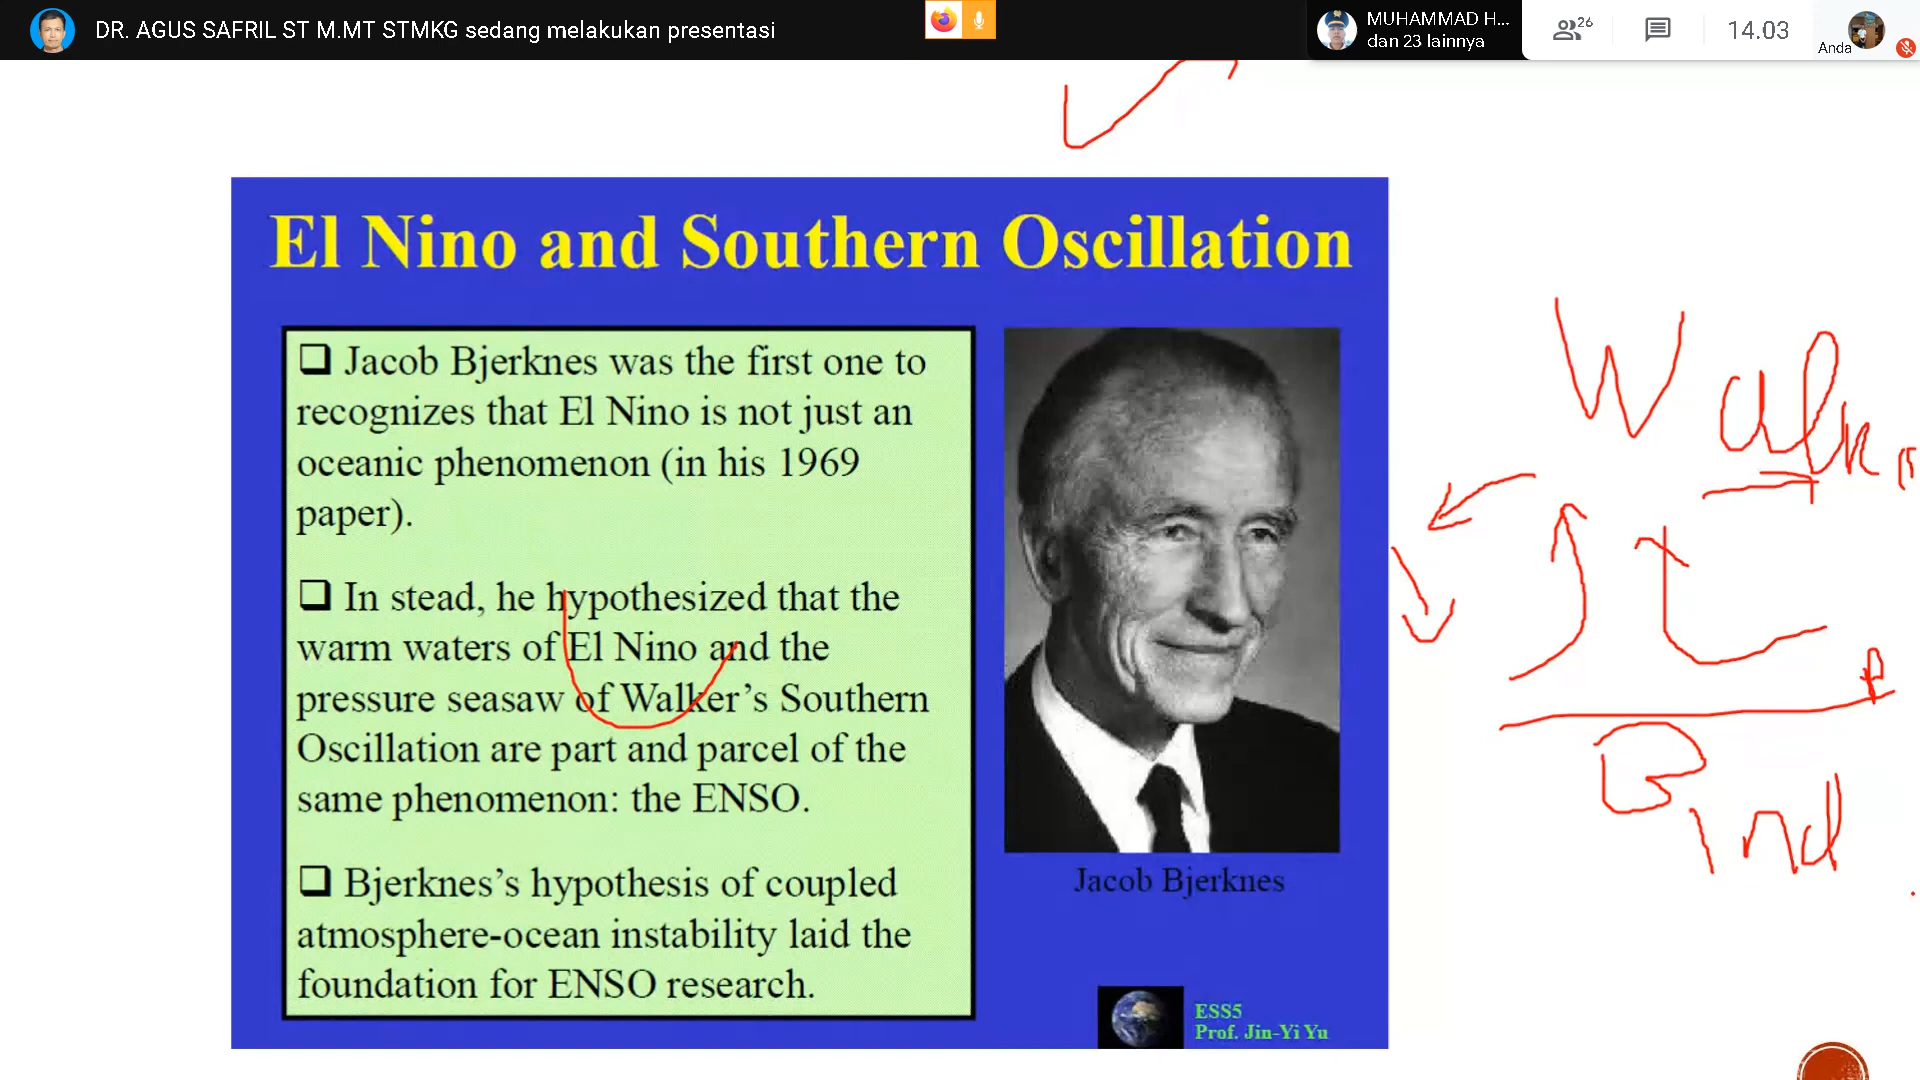 DR. AGUS SAFRIL ST M.MT STMKG sedang melakukan presentasi
MUHAMMAD H...
dan 23 lainnya
26
14.03
Anda
El Nino and Southern Oscillation
❑ Jacob Bjerknes was the first one to
recognizes that El Nino is not just an
oceanic phenomenon (in his 1969
paper).
❑ In stead, he hypothesized that the
warm waters of El Nino and the
pressure seasaw of Walker’s Southern
Oscillation are part and parcel of the
same phenomenon: the ENSO.
❑ Bjerknes’s hypothesis of coupled
atmosphere-ocean instability laid the
foundation for ENSO research.
Jacob Bjerknes
ESS5
Prof. Jin-Yi Yu
Ind